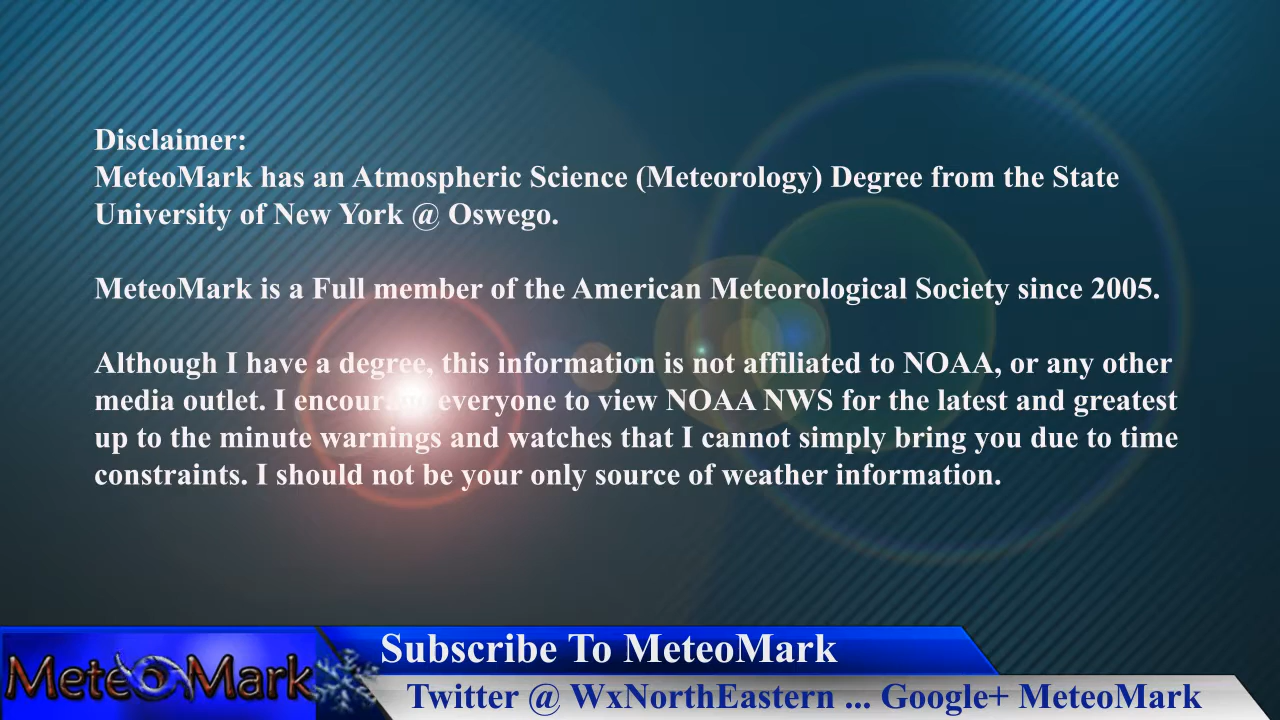 Disclaimer:
MeteoMark has an Atmospheric Science (Meteorology) Degree from the State
University of New York @ Oswego.
MeteoMark is a Full member of the American Meteorological Society since 2005.
Although I have a degree, this information is not affiliated to NOAA, or any other
media outlet. I encourage everyone to view NOAA NWS for the latest and greatest
up to the minute warnings and watches that I cannot simply bring you due to time
constraints. I should not be your only source of weather information.
Subscribe To MeteoMark
MeteoMark
Twitter @ WxNorthEastern ... Google+ MeteoMark